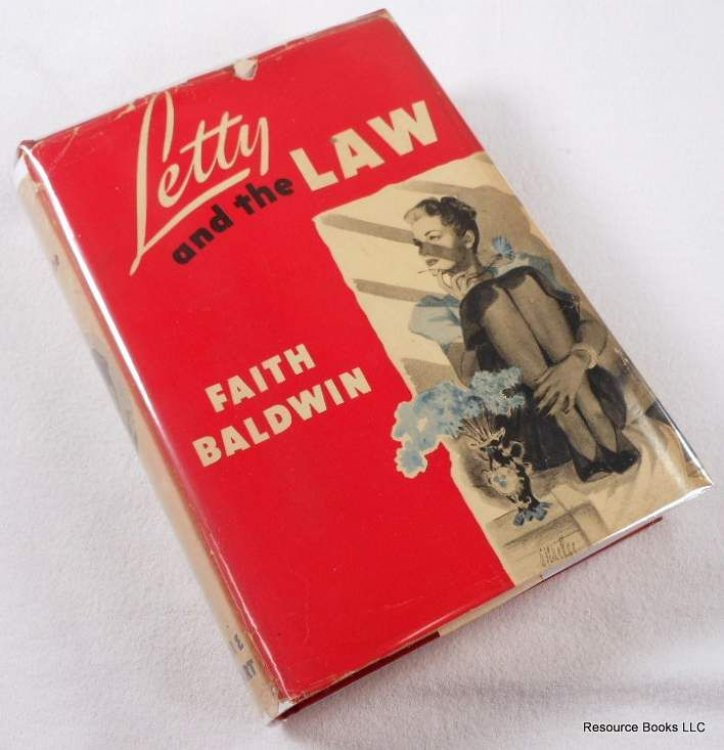 Letty
and the LAW
FAITH
BALDWIN
Resource Books LLC